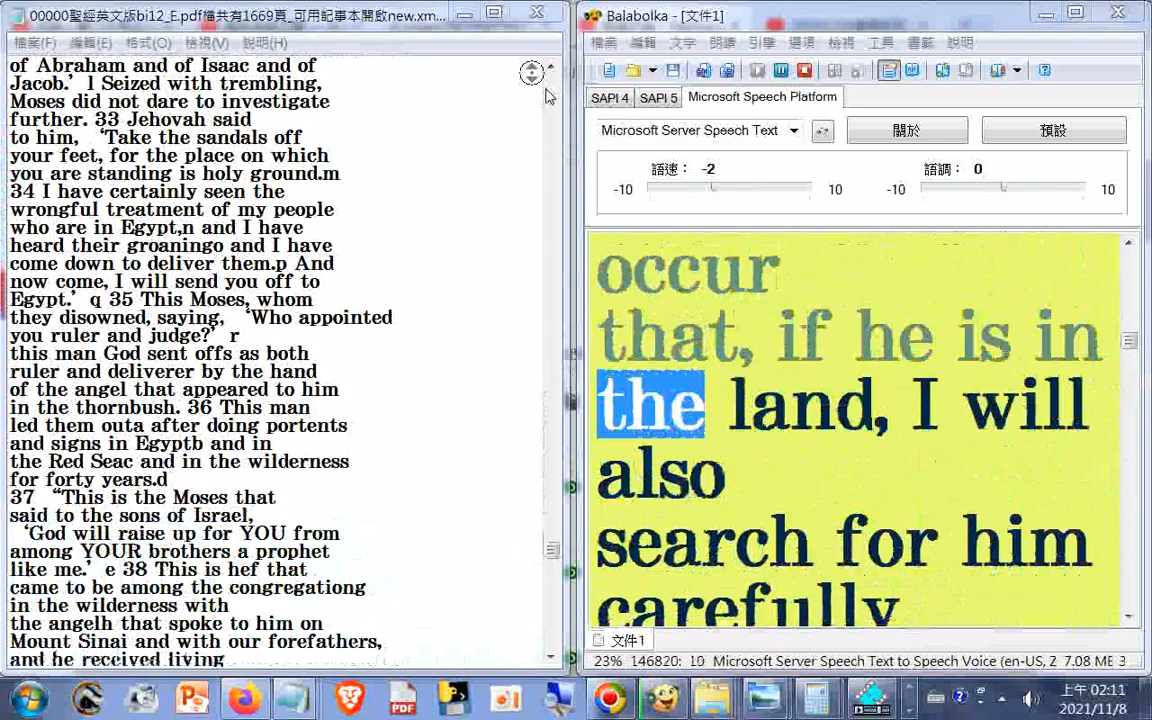 00000聖經英文版bi12_E.pdf檔共有1669頁_可用記事本開啟new.xm...
檔案(F) 編輯(E) 格式(O) 檢視(V) 說明(H)
of Abraham and of Isaac and of
Jacob.’ l Seized with trembling,
Moses did not dare to investigate
further. 33 Jehovah said
to him, ‘Take the sandals off
your feet, for the place on which
you are standing is holy ground.m
34 I have certainly seen the
wrongful treatment of my people
who are in Egypt,n and I have
heard their groaningo and I have
come down to deliver them.p And
now come, I will send you off to
Egypt.’ q 35 This Moses, whom
they disowned, saying, ‘Who appointed
you ruler and judge?’ r
this man God sent offs as both
ruler and deliverer by the hand
of the angel that appeared to him
in the thornbush. 36 This man
led them outa after doing portents
and signs in Egyptb and in
the Red Seac and in the wilderness
for forty years.d
37 “This is the Moses that
said to the sons of Israel,
‘God will raise up for YOU from
among YOUR brothers a prophet
like me.’ e 38 This is hef that
came to be among the congregationg
in the wilderness with
the angelh that spoke to him on
Mount Sinai and with our forefathers,
and he received living
Balabolka - [文件1]
檔案 編輯 文字 朗讀 引擎 選項 檢視 工具 書籤 說明
SAPI 4 SAPI 5 Microsoft Speech Platform
Microsoft Server Speech Text 關於 預設
語速： -2 語調： 0
-10 10 -10 10
occur
that, if he is in
the land, I will
also
search for him
carefully
文件1
23% 146820: 10 Microsoft Server Speech Text to Speech Voice (en-US, Z 7.08 MB 3
PDF
上午 02:11
2021/11/8